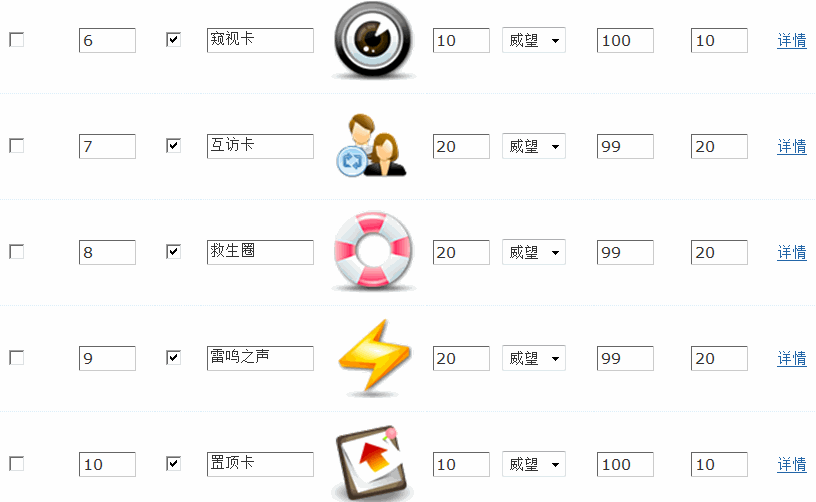 6 窥视卡 10 威望 100 10 详情
7 互访卡 20 威望 99 20 详情
8 救生圈 20 威望 99 20 详情
9 雷鸣之声 20 威望 99 20 详情
10 置顶卡 10 威望 100 10 详情